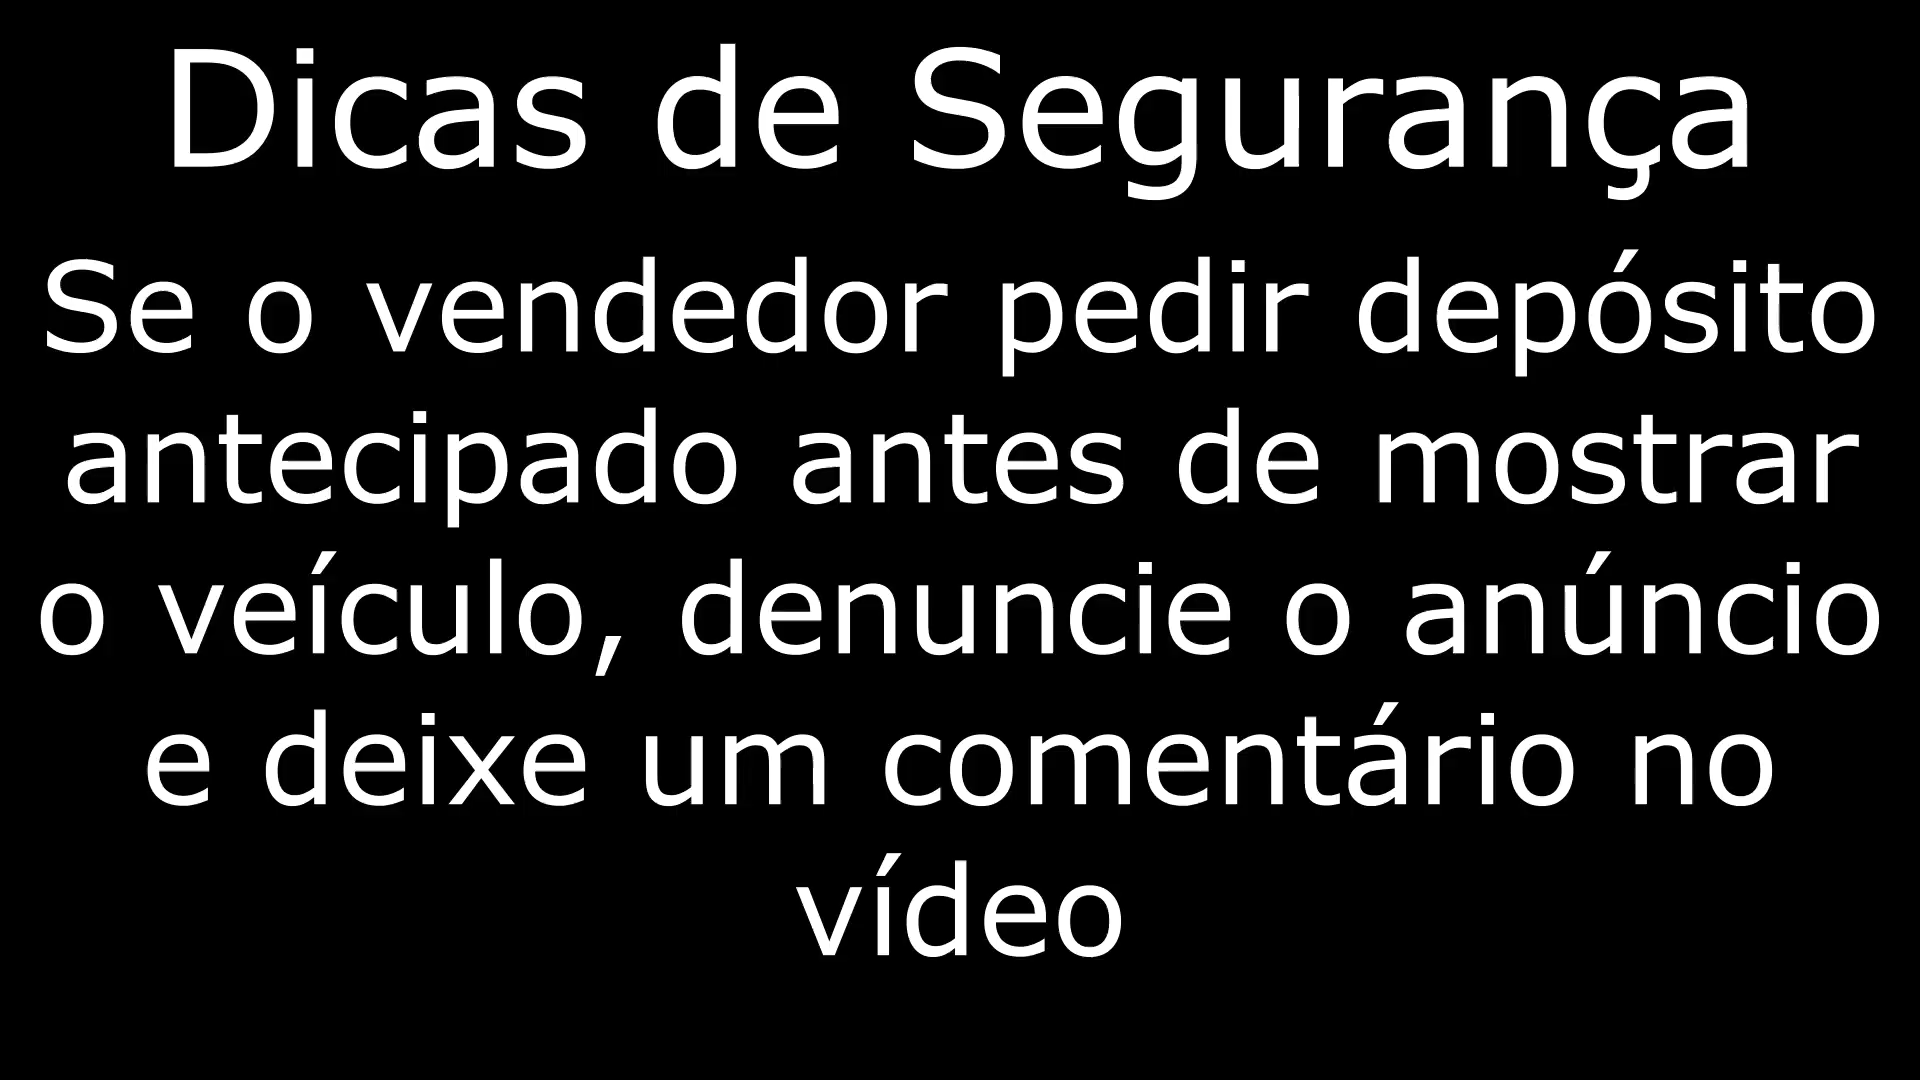 Dicas de Segurança
Se o vendedor pedir depósito
antecipado antes de mostrar
o veículo, denuncie o anúncio
e deixe um comentário no
vídeo